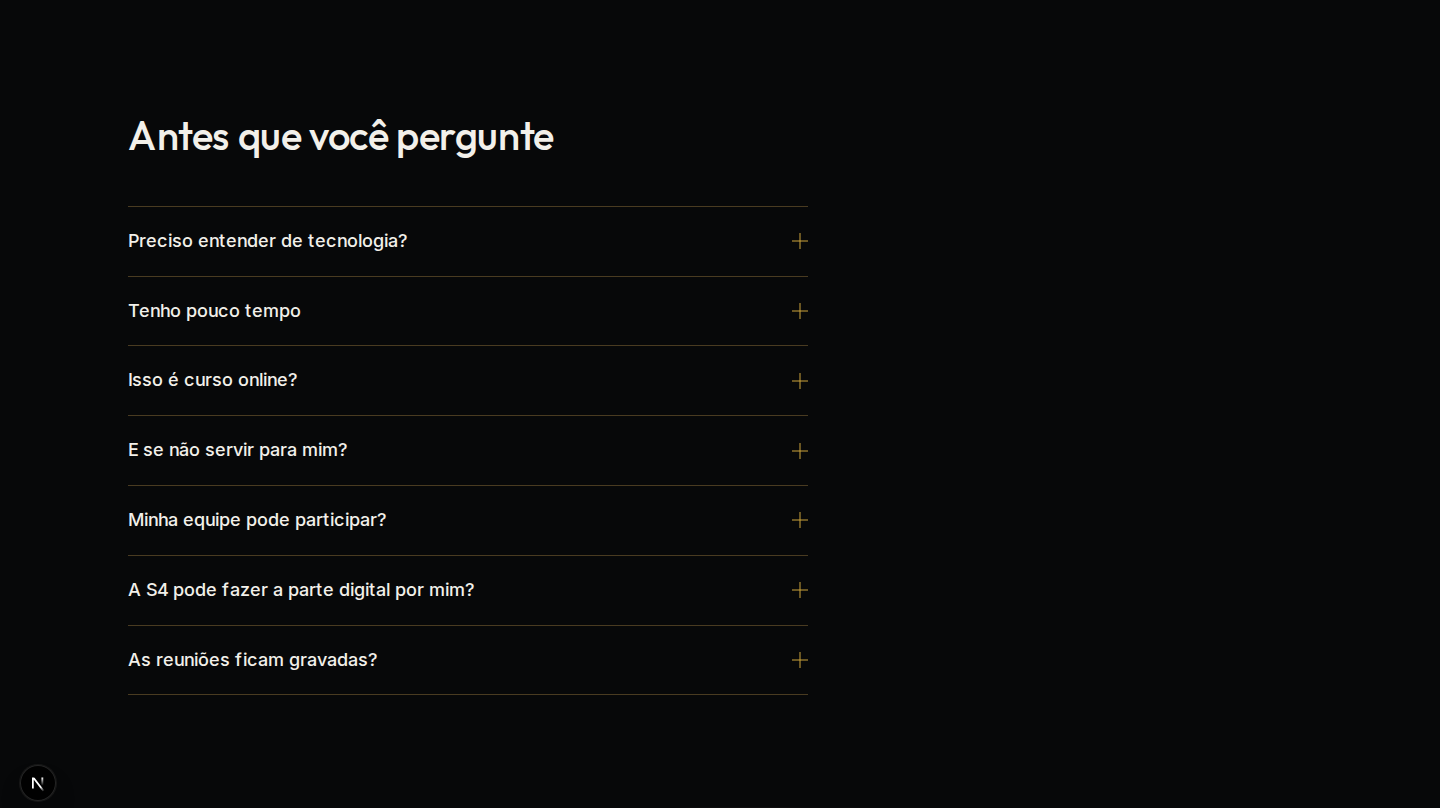 Antes que você pergunte
Preciso entender de tecnologia?
Tenho pouco tempo
Isso é curso online?
E se não servir para mim?
Minha equipe pode participar?
A S4 pode fazer a parte digital por mim?
As reuniões ficam gravadas?
N